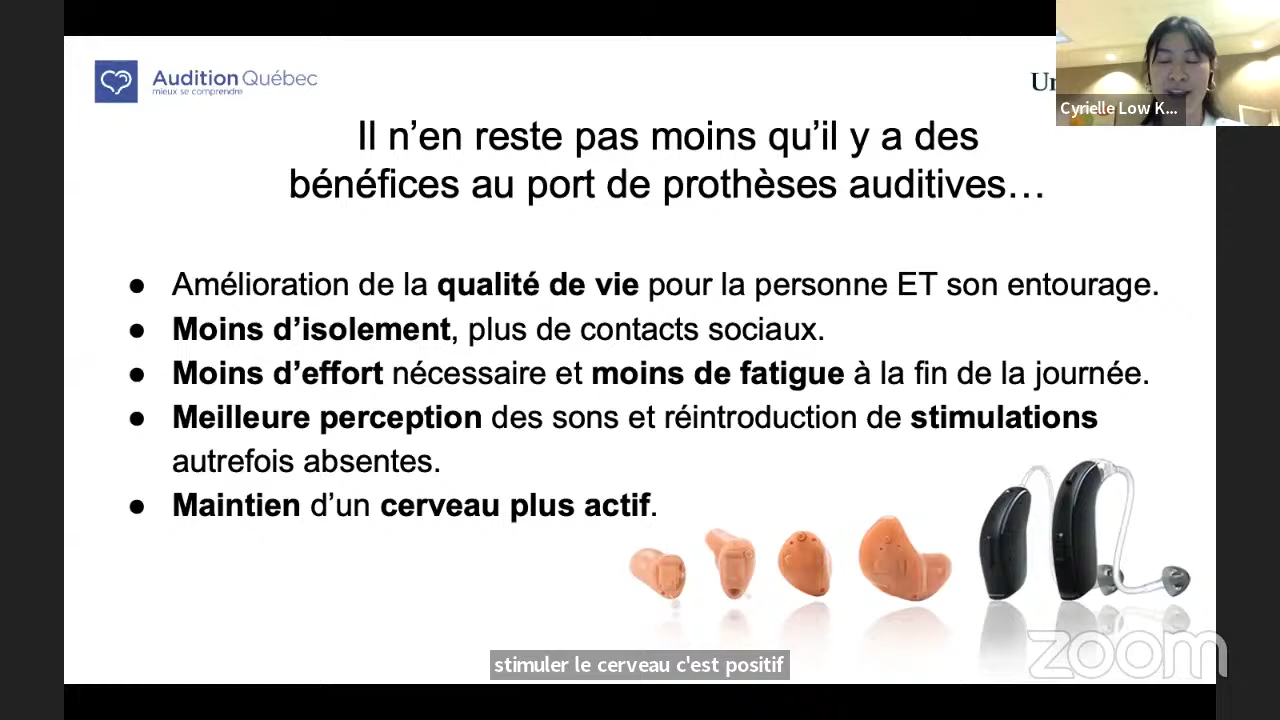 Audition Québec
mieux se comprendre
Cyrielle Low K...
Il n'en reste pas moins qu'il y a des
bénéfices au port de prothèses auditives…
● Amélioration de la qualité de vie pour la personne ET son entourage.
● Moins d'isolement, plus de contacts sociaux.
● Moins d'effort nécessaire et moins de fatigue à la fin de la journée.
● Meilleure perception des sons et réintroduction de stimulations
autrefois absentes.
● Maintien d'un cerveau plus actif.
stimuler le cerveau c'est positif
zoom